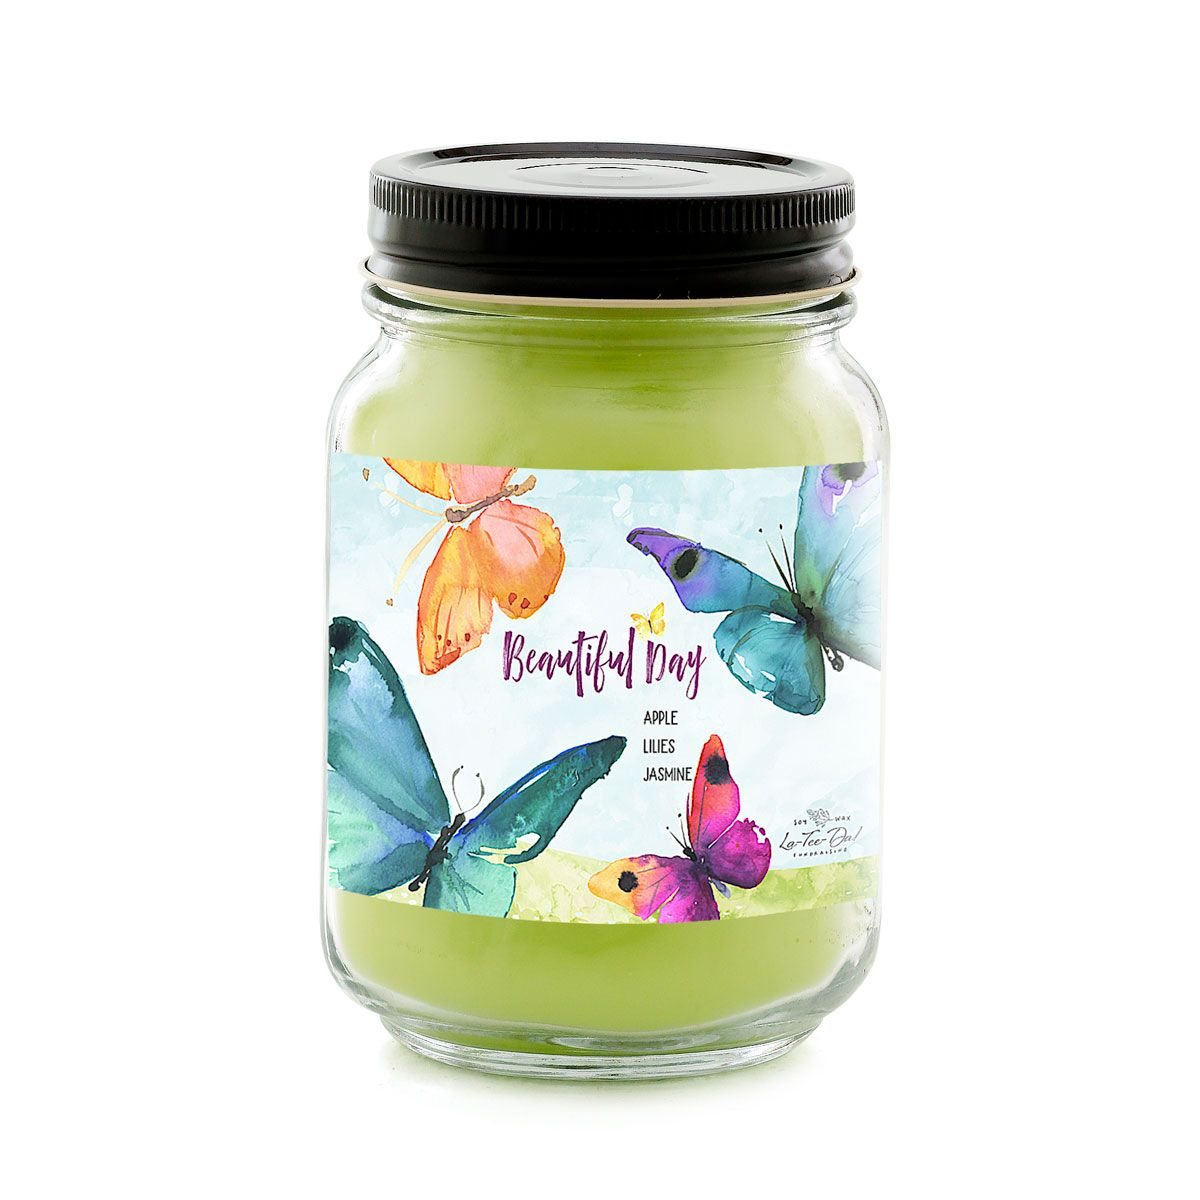 Beautiful Day
APPLE
LILIES
JASMINE
SOY WAX
La-Tee-Da!
FUNDRAISING